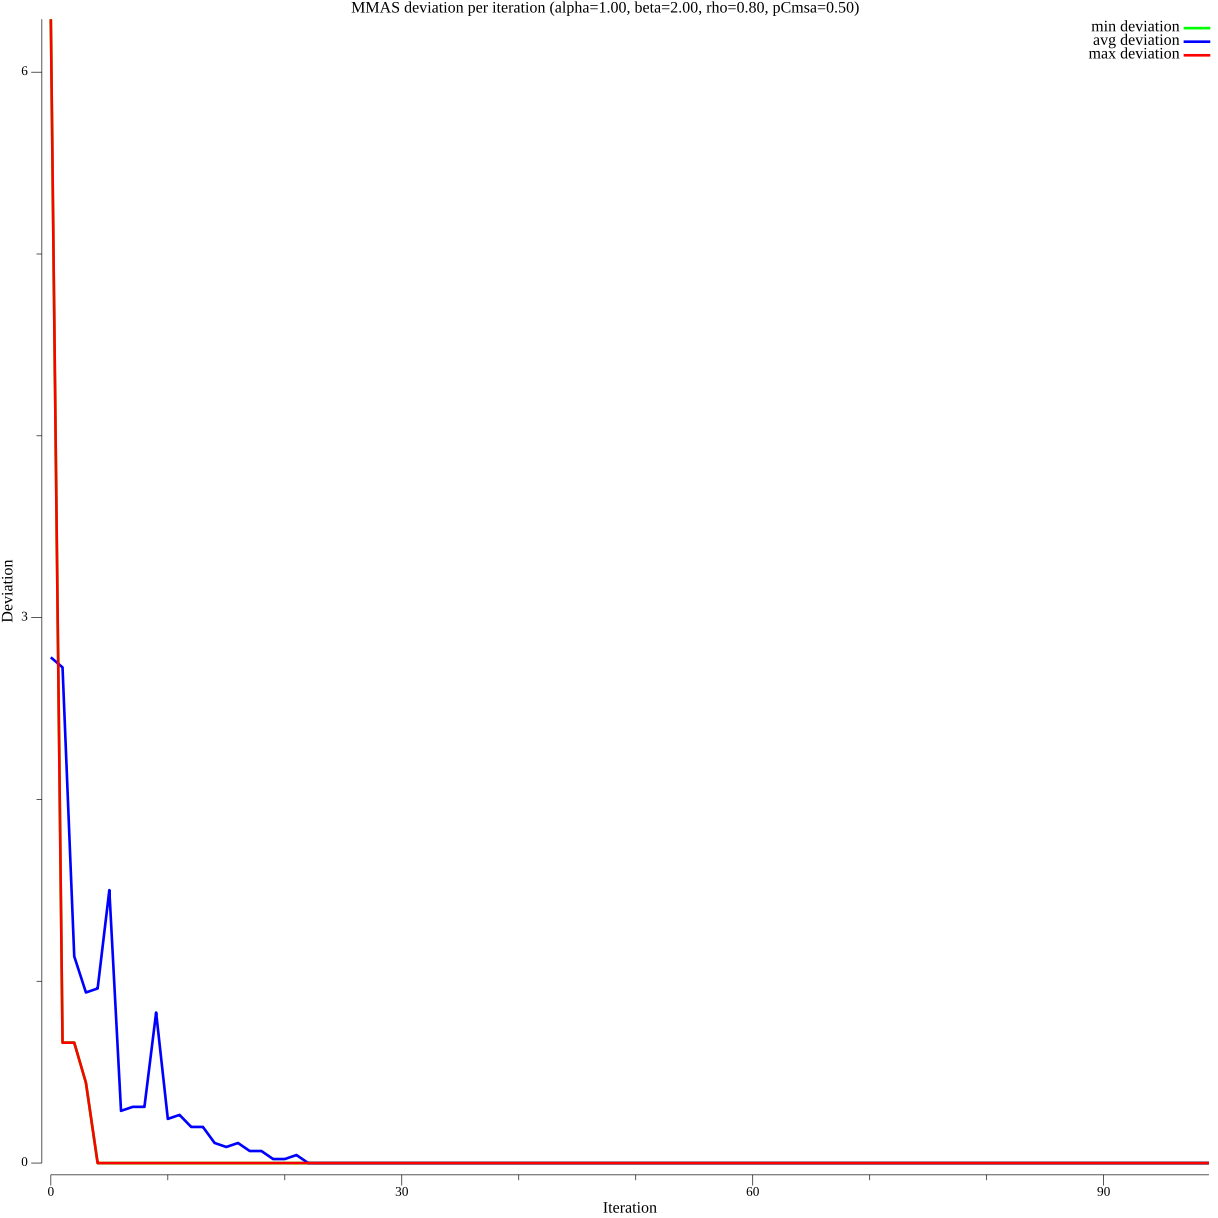 MMAS deviation per iteration (alpha=1.00, beta=2.00, rho=0.80, pCmsa=0.50)
min deviation
avg deviation
max deviation
6
3
0
Deviation
0 30 60 90
Iteration